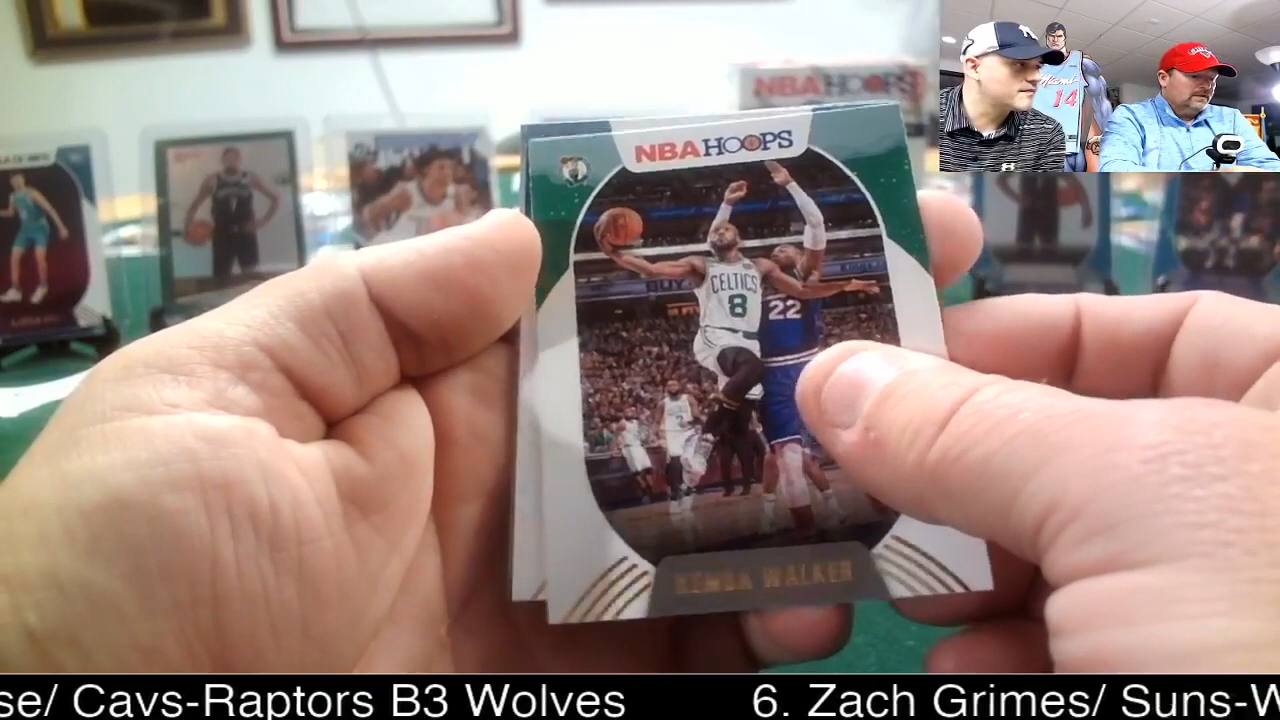 NBA HOOPS
NBA HOOPS
CELTICS
8
22
KEMBA WALKER
Miami
14
se/ Cavs-Raptors B3 Wolves
6. Zach Grimes/ Suns-W